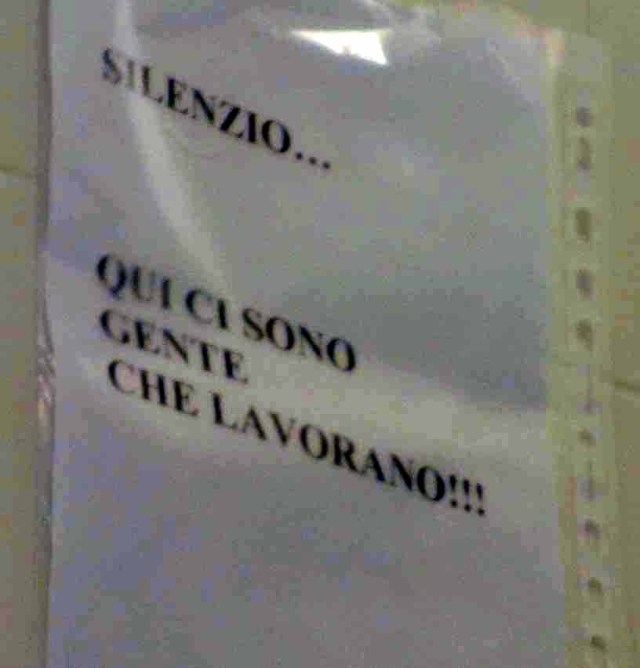 SILENZIO...
QUI CI SONO
GENTE
CHE LAVORANO!!!